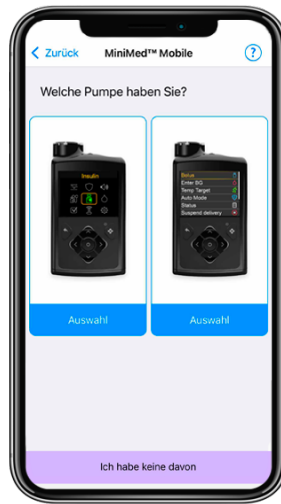 Zurück
MiniMed™ Mobile
?
Welche Pumpe haben Sie?
Insulin
Bolus
Enter BG
Temp Target
Auto Mode
Status
Suspend delivery
Auswahl
Auswahl
Ich habe keine davon